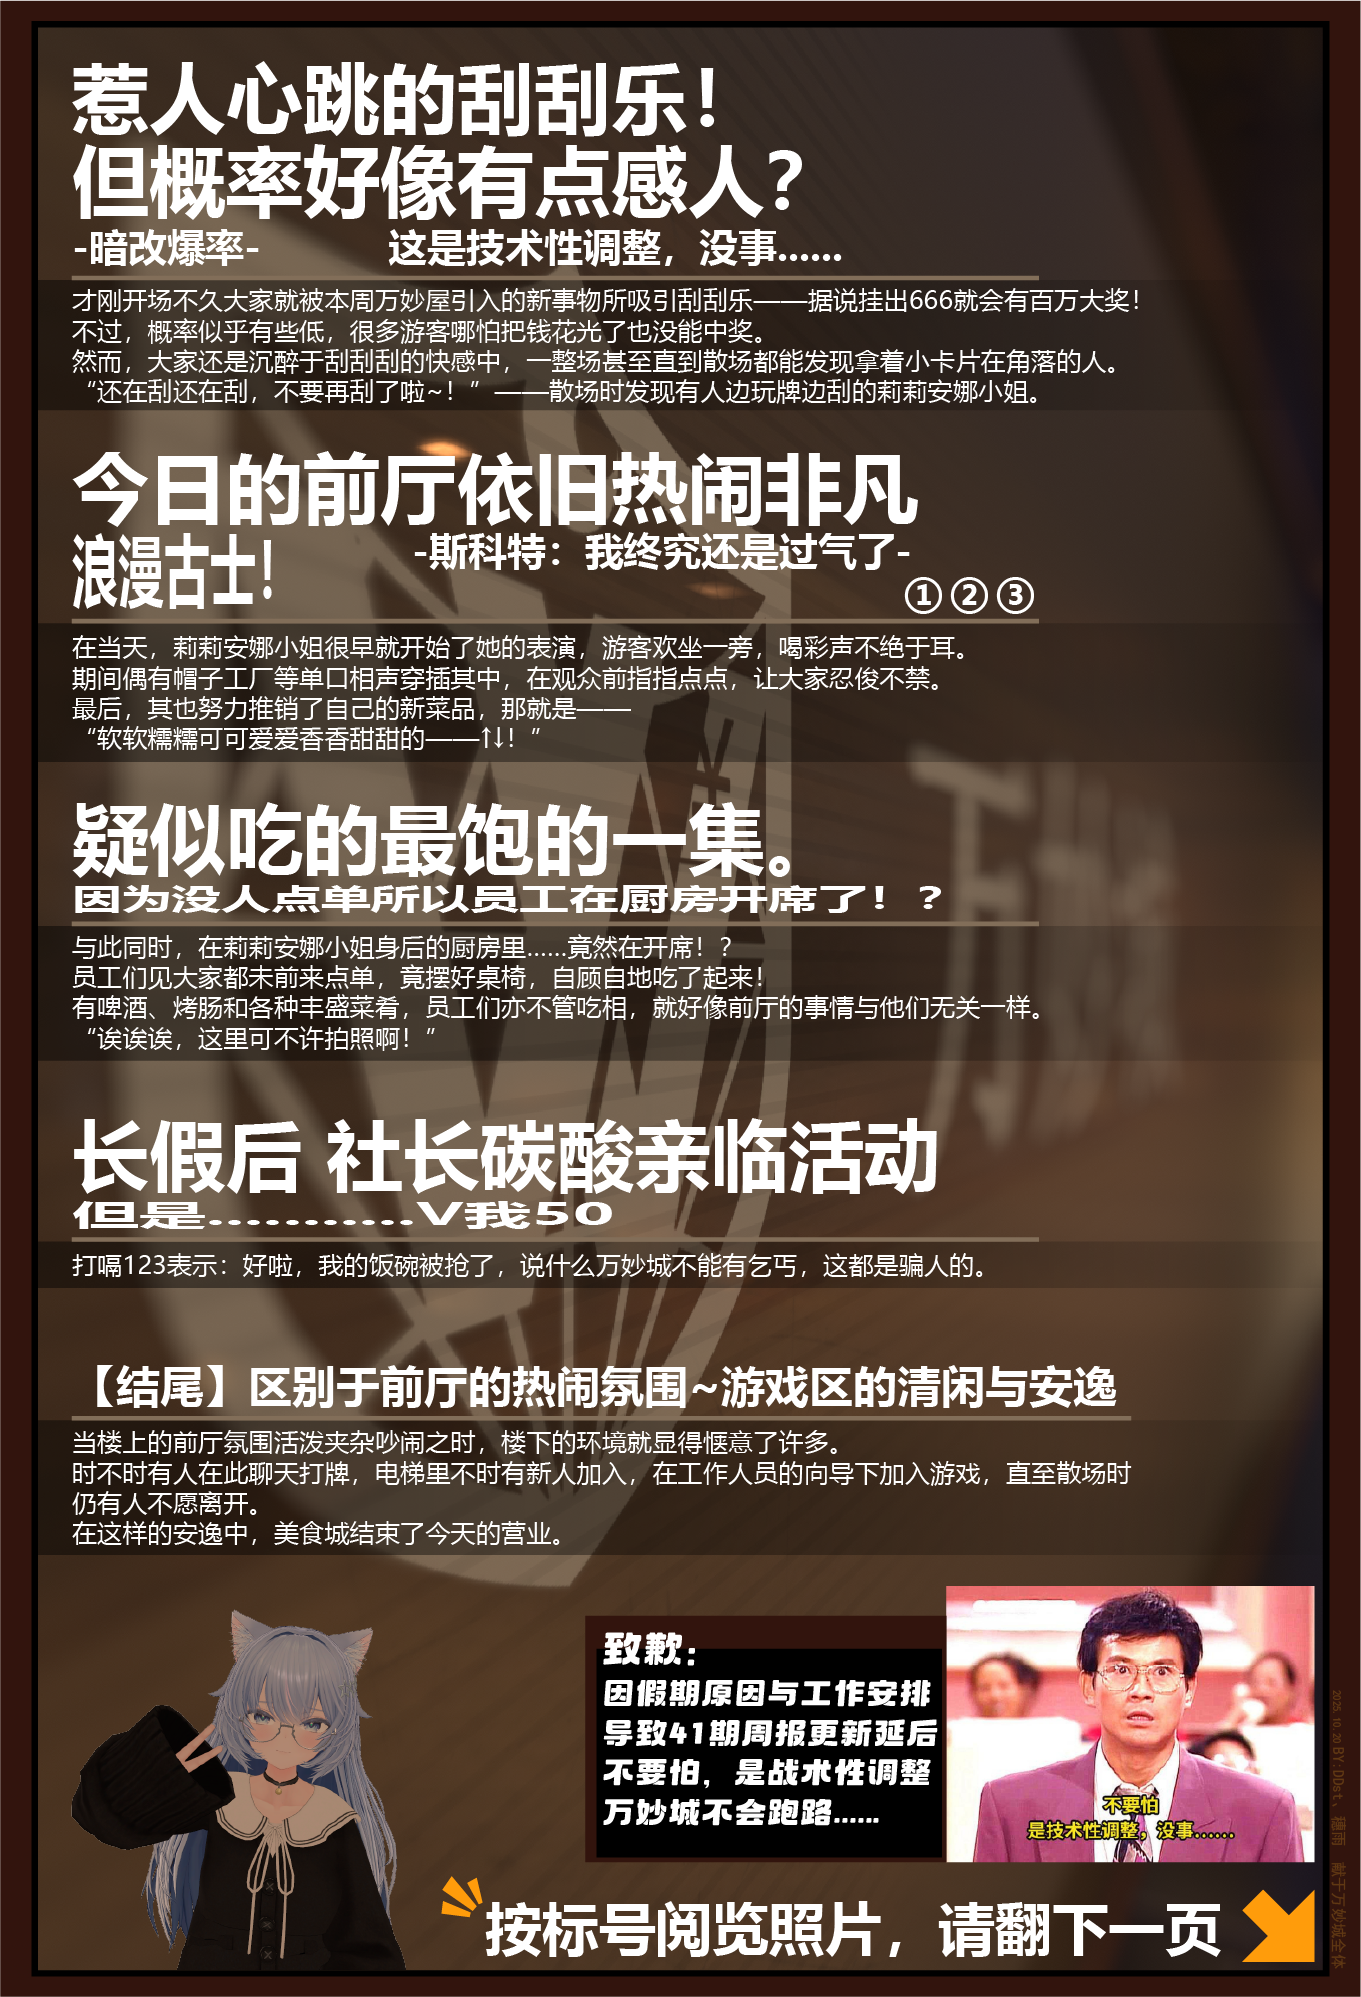 惹人心跳的刮刮乐！
但概率好像有点感人？
-暗改爆率- 这是技术性调整，没事......
才刚开场不久大家就被本周万妙屋引入的新事物所吸引刮刮乐——据说挂出666就会有百万大奖！
不过，概率似乎有些低，很多游客哪怕把钱花光了也没能中奖。
然而，大家还是沉醉于刮刮刮的快感中，一整场甚至直到散场都能发现拿着小卡片在角落的人。
“还在刮还在刮，不要再刮了啦~！”——散场时发现有人边玩牌边刮的莉莉安娜小姐。
今日的前厅依旧热闹非凡
浪漫古士！ -斯科特：我终究还是过气了-
①②③
在当天，莉莉安娜小姐很早就开始了她的表演，游客欢坐一旁，喝彩声不绝于耳。
期间偶有帽子工厂等单口相声穿插其中，在观众前指指点点，让大家忍俊不禁。
最后，其也努力推销了自己的新菜品，那就是——
“软软糯糯可可爱爱香香甜甜的——↑↓！”
疑似吃的最饱的一集。
因为没人点单所以员工在厨房开席了！？
与此同时，在莉莉安娜小姐身后的厨房里......竟然在开席！？
员工们见大家都未前来点单，竟摆好桌椅，自顾自地吃了起来！
有啤酒、烤肠和各种丰盛菜肴，员工们亦不管吃相，就好像前厅的事情与他们无关一样。
“诶诶诶，这里可不许拍照啊！”
万妙
长假后 社长碳酸亲临活动
但是...........V我50
打嗝123表示：好啦，我的饭碗被抢了，说什么万妙城不能有乞丐，这都是骗人的。
【结尾】区别于前厅的热闹氛围~游戏区的清闲与安逸
当楼上的前厅氛围活泼夹杂吵闹之时，楼下的环境就显得惬意了许多。
时不时有人在此聊天打牌，电梯里不时有新人加入，在工作人员的向导下加入游戏，直至散场时
仍有人不愿离开。
在这样的安逸中，美食城结束了今天的营业。
致歉：
因假期原因与工作安排
导致41期周报更新延后
不要怕，是战术性调整
万妙城不会跑路......
不要怕
是技术性调整，没事......
按标号阅览照片，请翻下一页
2025.10.20 BY:DDst、穗雨 献于万妙城全体